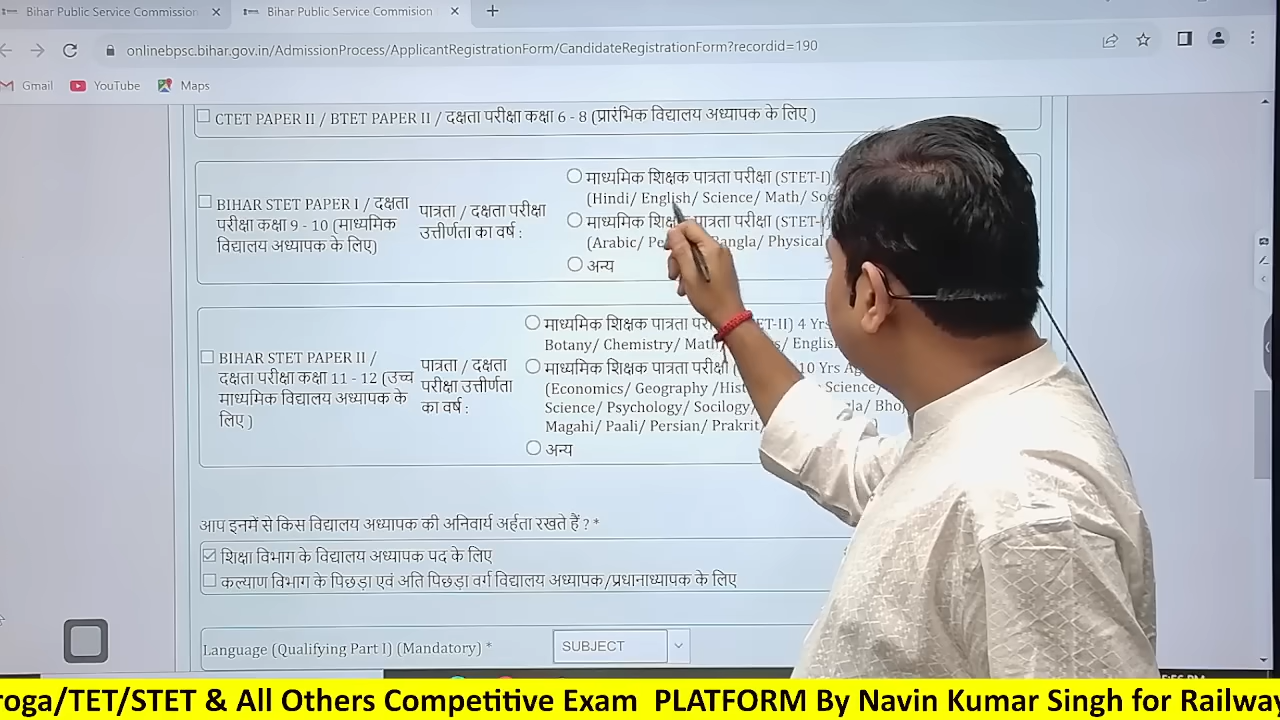 Bihar Public Service Commission
Bihar Public Service Commision
onlinebpsc.bihar.gov.in/AdmissionProcess/ApplicantRegistrationForm/CandidateRegistrationForm?recordid=190
Gmail YouTube Maps
CTET PAPER II / BTET PAPER II / दक्षता परीक्षा कक्षा 6 - 8 (प्रारंभिक विद्यालय अध्यापक के लिए )
BIHAR STET PAPER I / दक्षता
परीक्षा कक्षा 9 - 10 (माध्यमिक
विद्यालय अध्यापक के लिए)
पात्रता / दक्षता परीक्षा
उत्तीर्णता का वर्ष :
माध्यमिक शिक्षक पात्रता परीक्षा (STET-I)
(Hindi/ English/ Science/ Math/
माध्यमिक पात्रता परीक्षा
(Arabic/ Physical
अन्य
BIHAR STET PAPER II /
दक्षता परीक्षा कक्षा 11 - 12 (उच्च
माध्यमिक विद्यालय अध्यापक के
लिए )
पात्रता / दक्षता
परीक्षा उत्तीर्णता
का वर्ष :
माध्यमिक शिक्षक पात्रता 4 Yrs
Botany/ Chemistry/
माध्यमिक शिक्षक पात्रता परीक्षा 10 Yrs
(Economics/ Geography Science/
Science/ Psychology/ Socilogy/
Magahi/ Paali/ Persian/ Prakrit
अन्य
आप इनमें से किस विद्यालय अध्यापक की अनिवार्य अर्हता रखते हैं ? *
शिक्षा विभाग के विद्यालय अध्यापक पद के लिए
कल्याण विभाग के पिछड़ा एवं अति पिछड़ा वर्ग विद्यालय अध्यापक/प्रधानाध्यापक के लिए
Language (Qualifying Part I) (Mandatory) * SUBJECT
roga/TET/STET & All Others Competitive Exam PLATFORM By Navin Kumar Singh for Railway